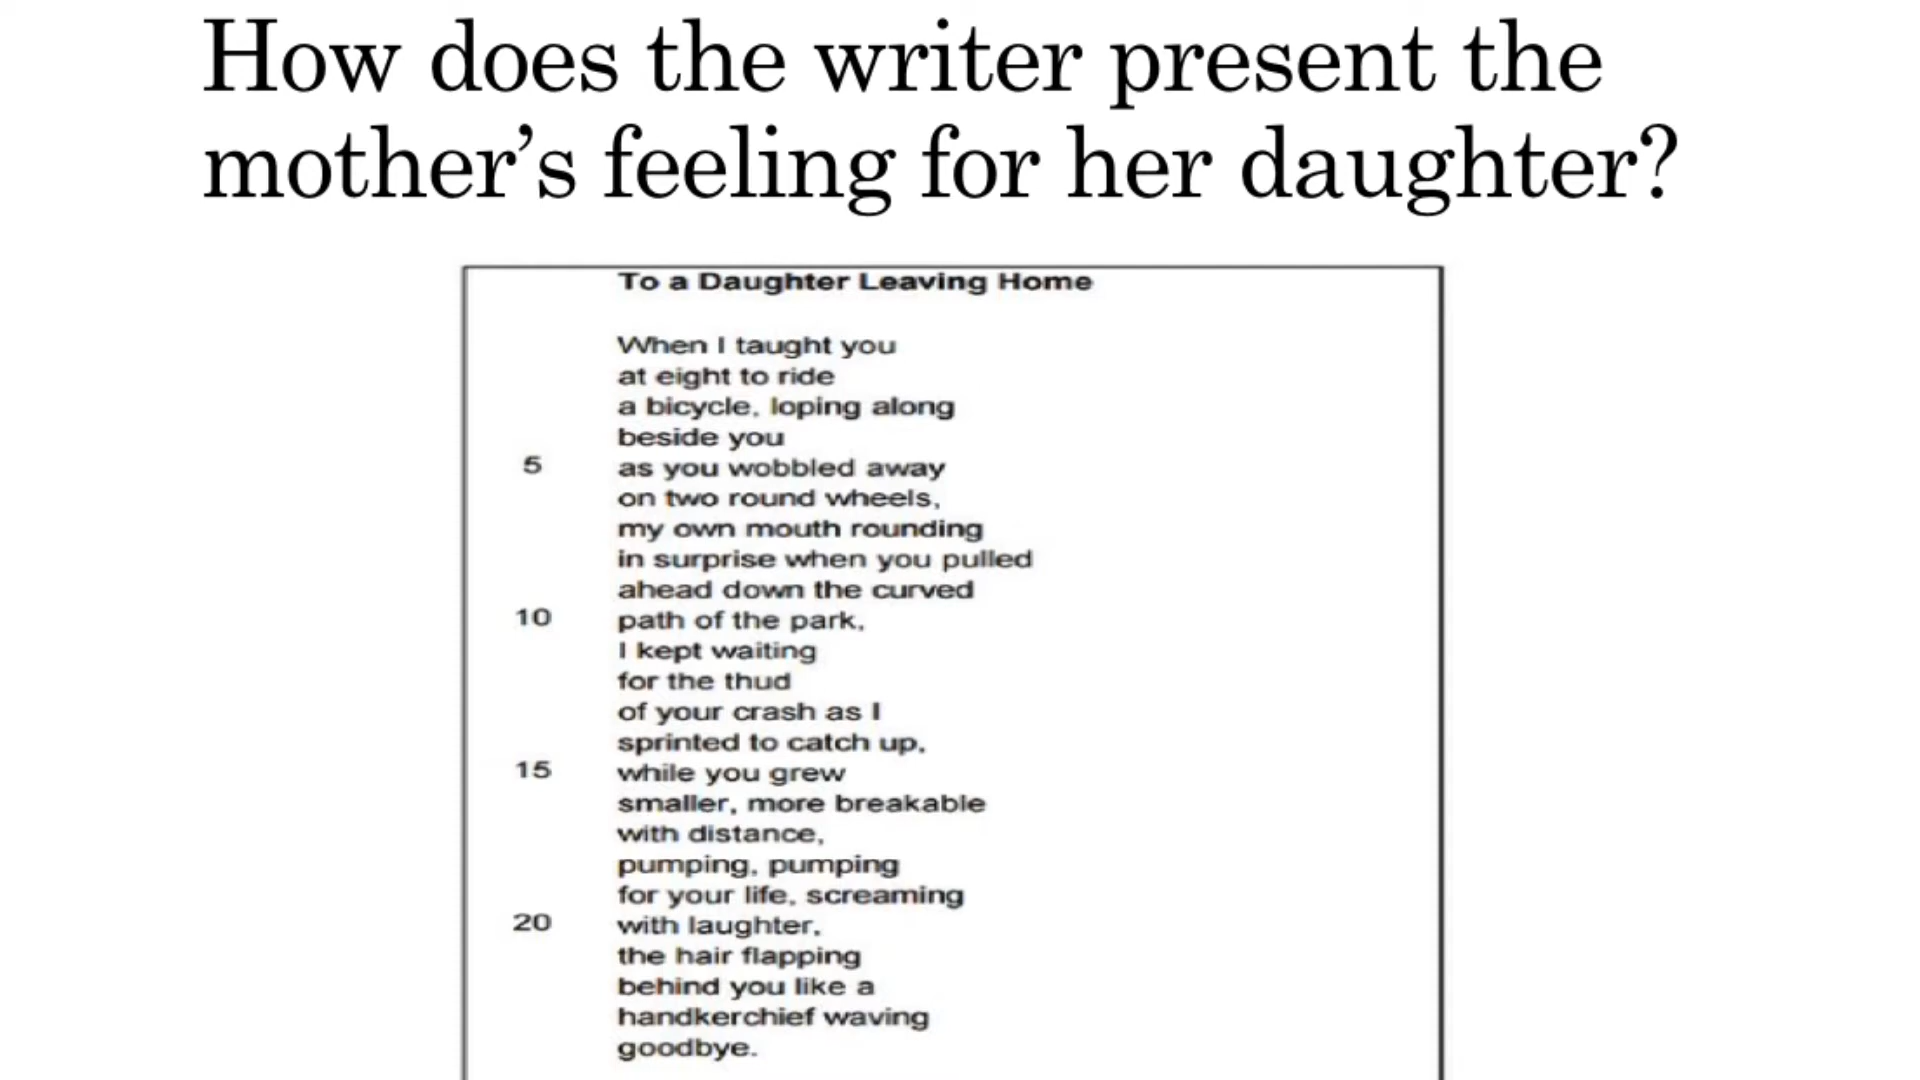 How does the writer present the
mother’s feeling for her daughter?
To a Daughter Leaving Home
When I taught you
at eight to ride
a bicycle, loping along
beside you
5 as you wobbled away
on two round wheels,
my own mouth rounding
in surprise when you pulled
ahead down the curved
10 path of the park,
I kept waiting
for the thud
of your crash as I
sprinted to catch up,
15 while you grew
smaller, more breakable
with distance,
pumping, pumping
for your life, screaming
20 with laughter,
the hair flapping
behind you like a
handkerchief waving
goodbye.